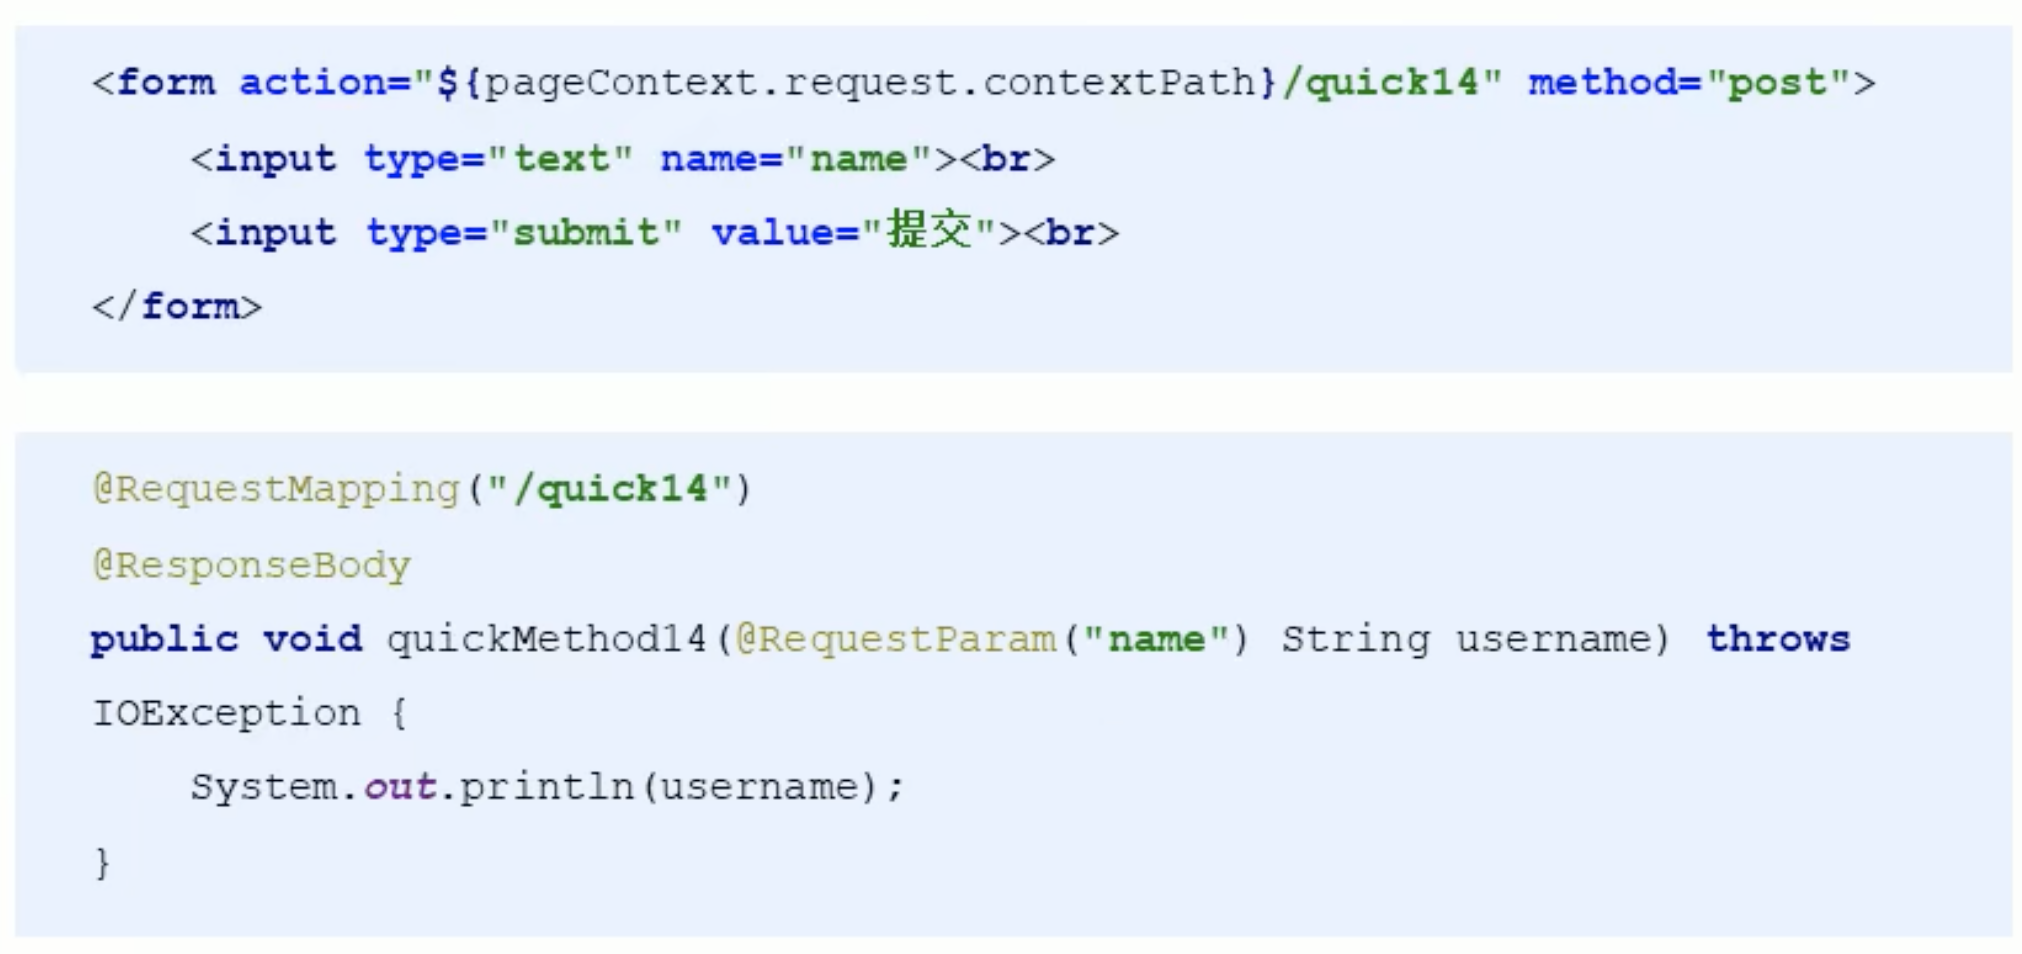 <form action="${pageContext.request.contextPath}/quick14" method="post">
    <input type="text" name="name"><br>
    <input type="submit" value="提交"><br>
</form>
@RequestMapping("/quick14")
@ResponseBody
public void quickMethod14(@RequestParam("name") String username) throws
IOException {
    System.out.println(username);
}